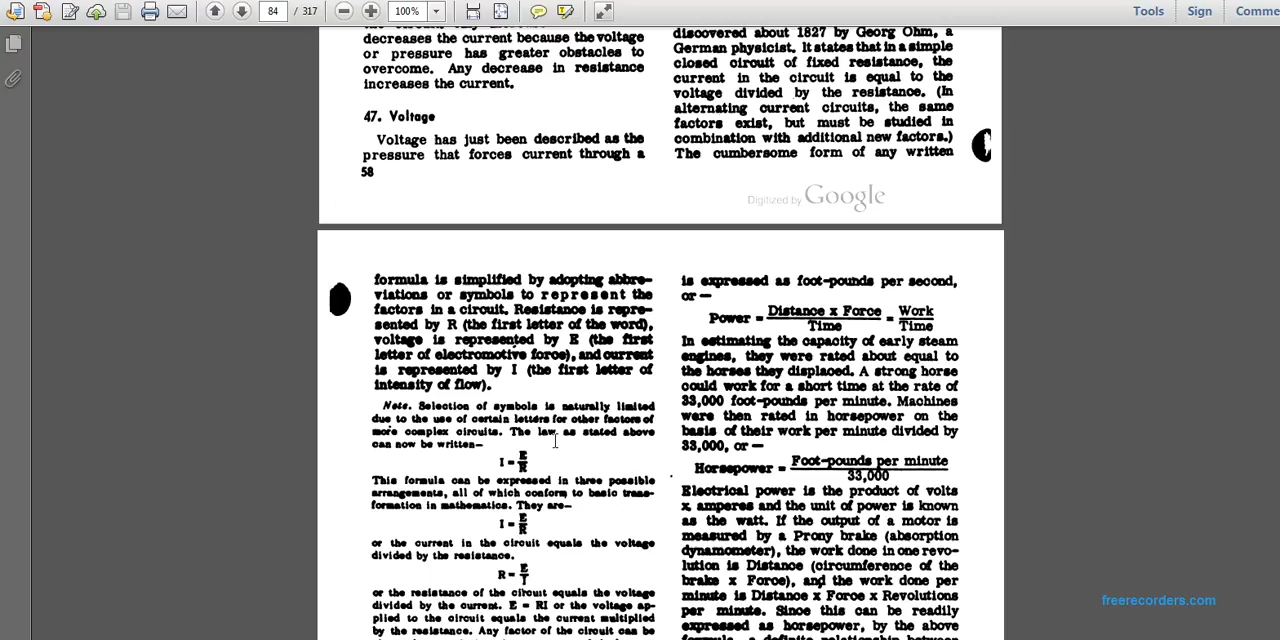 84 / 317
100%
Tools
Sign
Comme
decreases the current because the voltage
or pressure has greater obstacles to
overcome. Any decrease in resistance
increases the current.
47. Voltage
Voltage has just been described as the
pressure that forces current through a
58
discovered about 1827 by Georg Ohm, a
German physicist. It states that in a simple
closed circuit of fixed resistance, the
current in the circuit is equal to the
voltage divided by the resistance. (In
alternating current circuits, the same
factors exist, but must be studied in
combination with additional new factors.)
The cumbersome form of any written
Digitized by Google
formula is simplified by adopting abbre-
viations or symbols to represent the
factors in a circuit. Resistance is repre-
sented by R (the first letter of the word),
voltage is represented by E (the first
letter of electromotive force), and current
is represented by I (the first letter of
intensity of flow).
Note. Selection of symbols is naturally limited
due to the use of certain letters for other factors of
more complex circuits. The law as stated above
can now be written—
I = E/R
This formula can be expressed in three possible
arrangements, all of which conform to basic trans-
formation in mathematics. They are—
I = E/R
or the current in the circuit equals the voltage
divided by the resistance.
R = E/I
or the resistance of the circuit equals the voltage
divided by the current. E = RI or the voltage ap-
plied to the circuit equals the current multiplied
by the resistance. Any factor of the circuit can be
is expressed as foot-pounds per second,
or—
Power = Distance x Force/Time = Work/Time
In estimating the capacity of early steam
engines, they were rated about equal to
the horses they displaced. A strong horse
could work for a short time at the rate of
33,000 foot-pounds per minute. Machines
were then rated in horsepower on the
basis of their work per minute divided by
33,000, or—
Horsepower = Foot-pounds per minute/33,000
Electrical power is the product of volts
x amperes and the unit of power is known
as the watt. If the output of a motor is
measured by a Prony brake (absorption
dynamometer), the work done in one revo-
lution is Distance (circumference of the
brake x Force), and the work done per
minute is Distance x Force x Revolutions
per minute. Since this can be readily
expressed as horsepower, by the above
formula, a definite relationship between
freerecorders.com